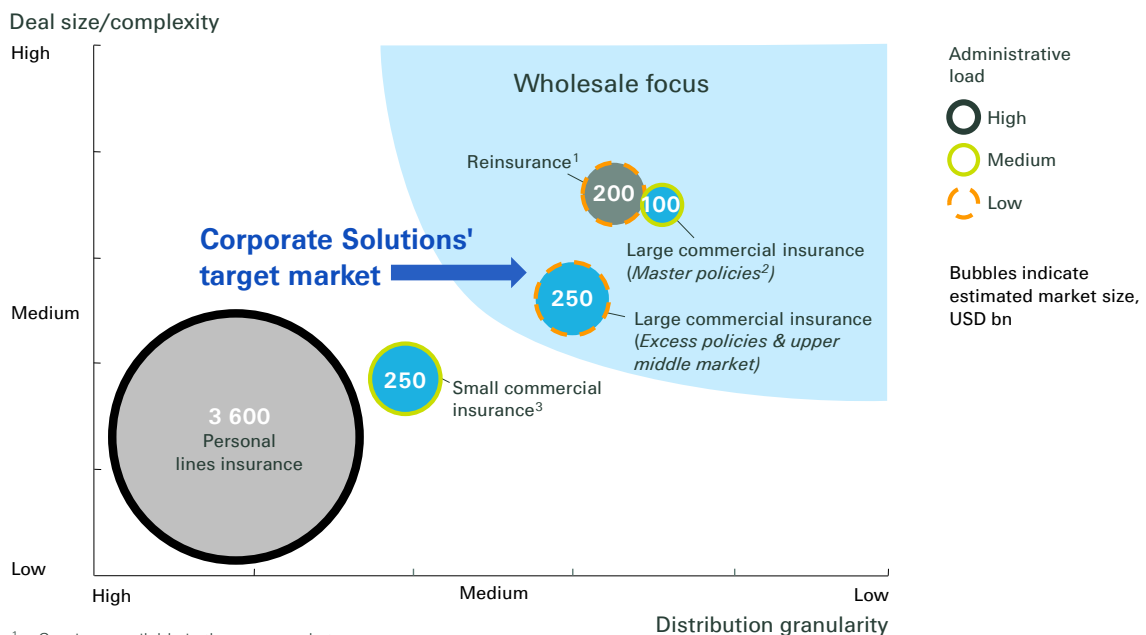 Deal size/complexity
High
Wholesale focus
Administrative
load
High
Medium
Low
Reinsurance1
200
100
Large commercial insurance
(Master policies2)
Corporate Solutions'
target market
250
Large commercial insurance
(Excess policies & upper
middle market)
Bubbles indicate
estimated market size,
USD bn
Medium
250
Small commercial
insurance3
3 600
Personal
lines insurance
Low
High
Medium
Low
Distribution granularity
1